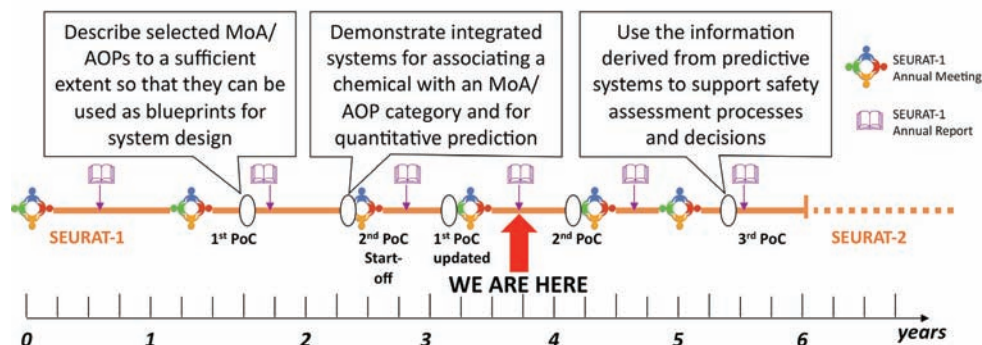 Describe selected MoA/
AOPs to a sufficient
extent so that they can be
used as blueprints for
system design
Demonstrate integrated
systems for associating a
chemical with an MoA/
AOP category and for
quantitative prediction
Use the information
derived from predictive
systems to support safety
assessment processes
and decisions
SEURAT-1
Annual Meeting
SEURAT-1
Annual Report
SEURAT-1
1st PoC
2nd PoC
Start-
off
1st PoC
updated
2nd PoC
3rd PoC
SEURAT-2
WE ARE HERE
0 1 2 3 4 5 6 years